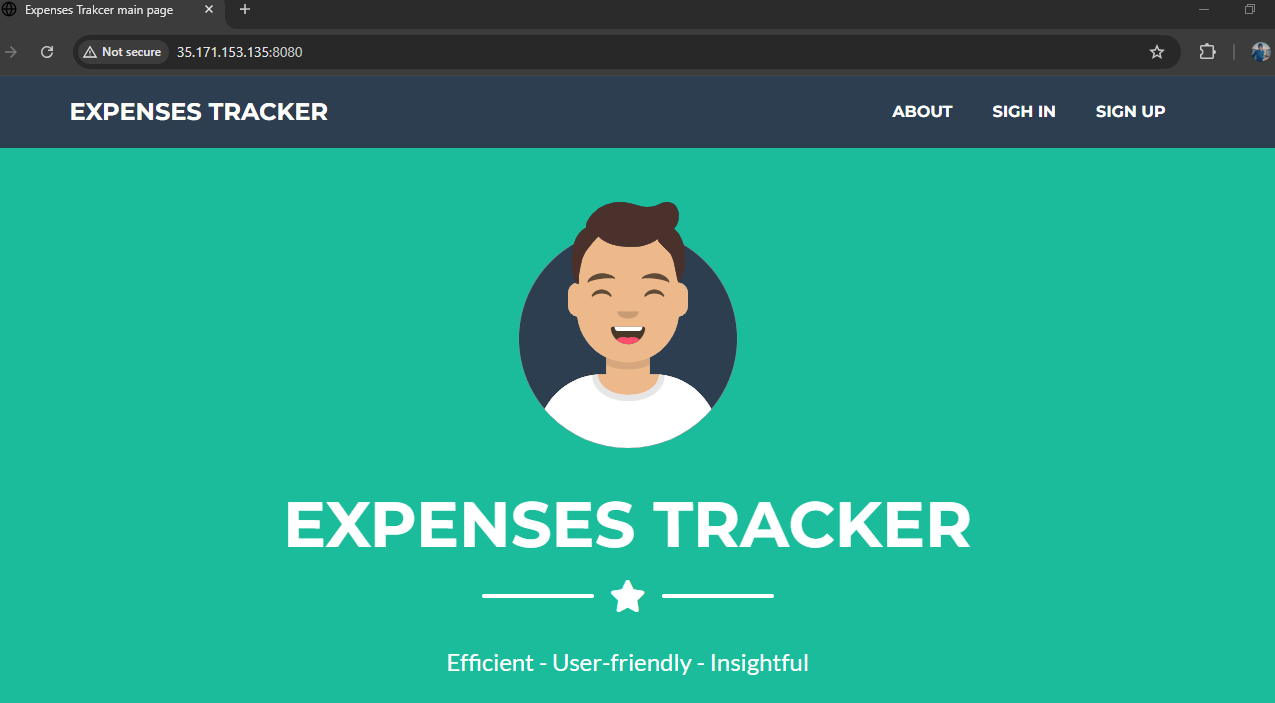 Expenses Trakcer main page
Not secure 35.171.153.135:8080
EXPENSES TRACKER ABOUT SIGH IN SIGN UP
EXPENSES TRACKER
Efficient - User-friendly - Insightful